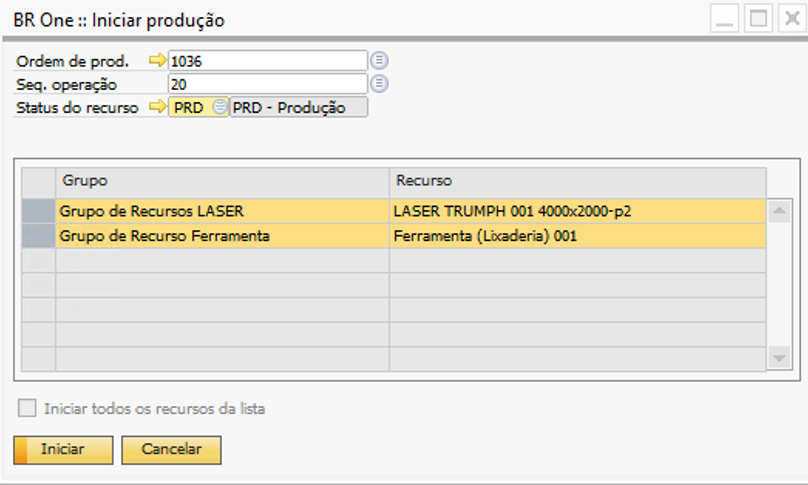 BR One :: Iniciar produção
Ordem de prod. 1036
Seq. operação 20
Status do recurso PRD PRD - Produção
Grupo Recurso
Grupo de Recursos LASER LASER TRUMPH 001 4000x2000-p2
Grupo de Recurso Ferramenta Ferramenta (Lixaderia) 001
Iniciar todos os recursos da lista
Iniciar Cancelar